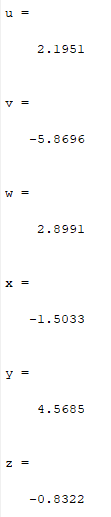 u =
2.1951
v =
-5.8696
w =
2.8991
x =
-1.5033
y =
4.5685
z =
-0.8322